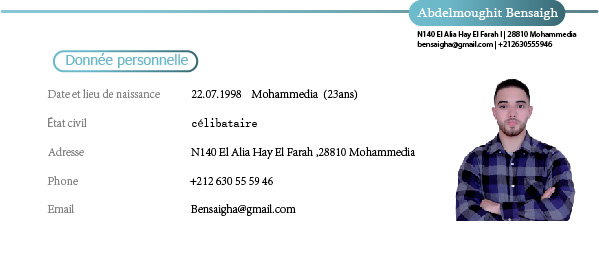 Abdelmoughit Bensaigh
N140 El Alia Hay El Farah I | 28810 Mohammedia
bensaigha@gmail.com | +212630555946
Donnée personnelle
Date et lieu de naissance 22.07.1998 Mohammedia (23ans)
État civil célibataire
Adresse N140 El Alia Hay El Farah ,28810 Mohammedia
Phone +212 630 55 59 46
Email Bensaigha@gmail.com